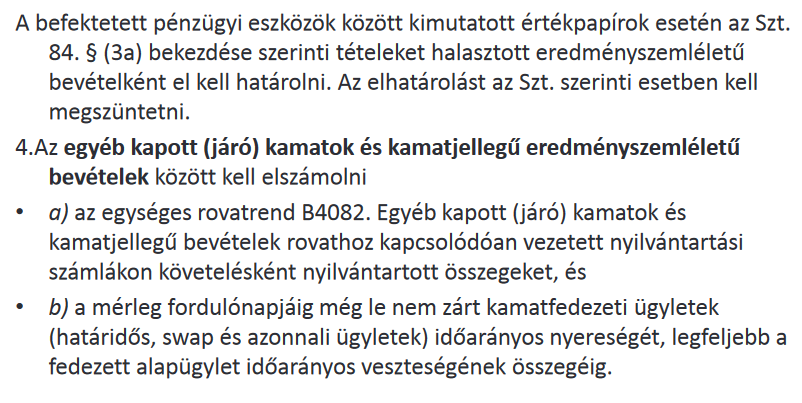 A befektetett pénzügyi eszközök között kimutatott értékpapírok esetén az Szt.
84. § (3a) bekezdése szerinti tételeket halasztott eredményszemléletű
bevételként el kell határolni. Az elhatárolást az Szt. szerinti esetben kell
megszüntetni.
4.Az egyéb kapott (járó) kamatok és kamatjellegű eredményszemléletű
bevételek között kell elszámolni
• a) az egységes rovatrend B4082. Egyéb kapott (járó) kamatok és
kamatjellegű bevételek rovathoz kapcsolódóan vezetett nyilvántartási
számlákon követelésként nyilvántartott összegeket, és
• b) a mérleg fordulónapjáig még le nem zárt kamatfedezeti ügyletek
(határidős, swap és azonnali ügyletek) időarányos nyereségét, legfeljebb a
fedezett alapügylet időarányos veszteségének összegéig.